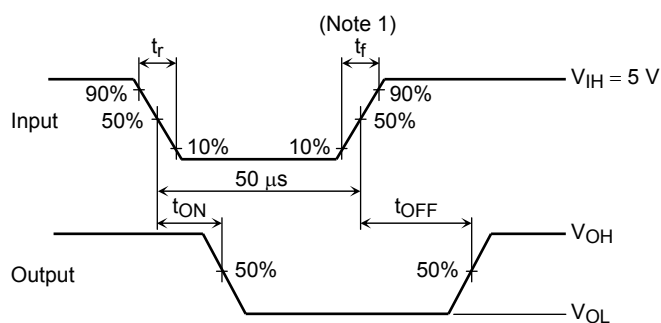 (Note 1)
tr
tf
VIH = 5 V
90%
90%
Input
50%
50%
10%
10%
50 μs
tON
tOFF
VOH
Output
50%
50%
VOL